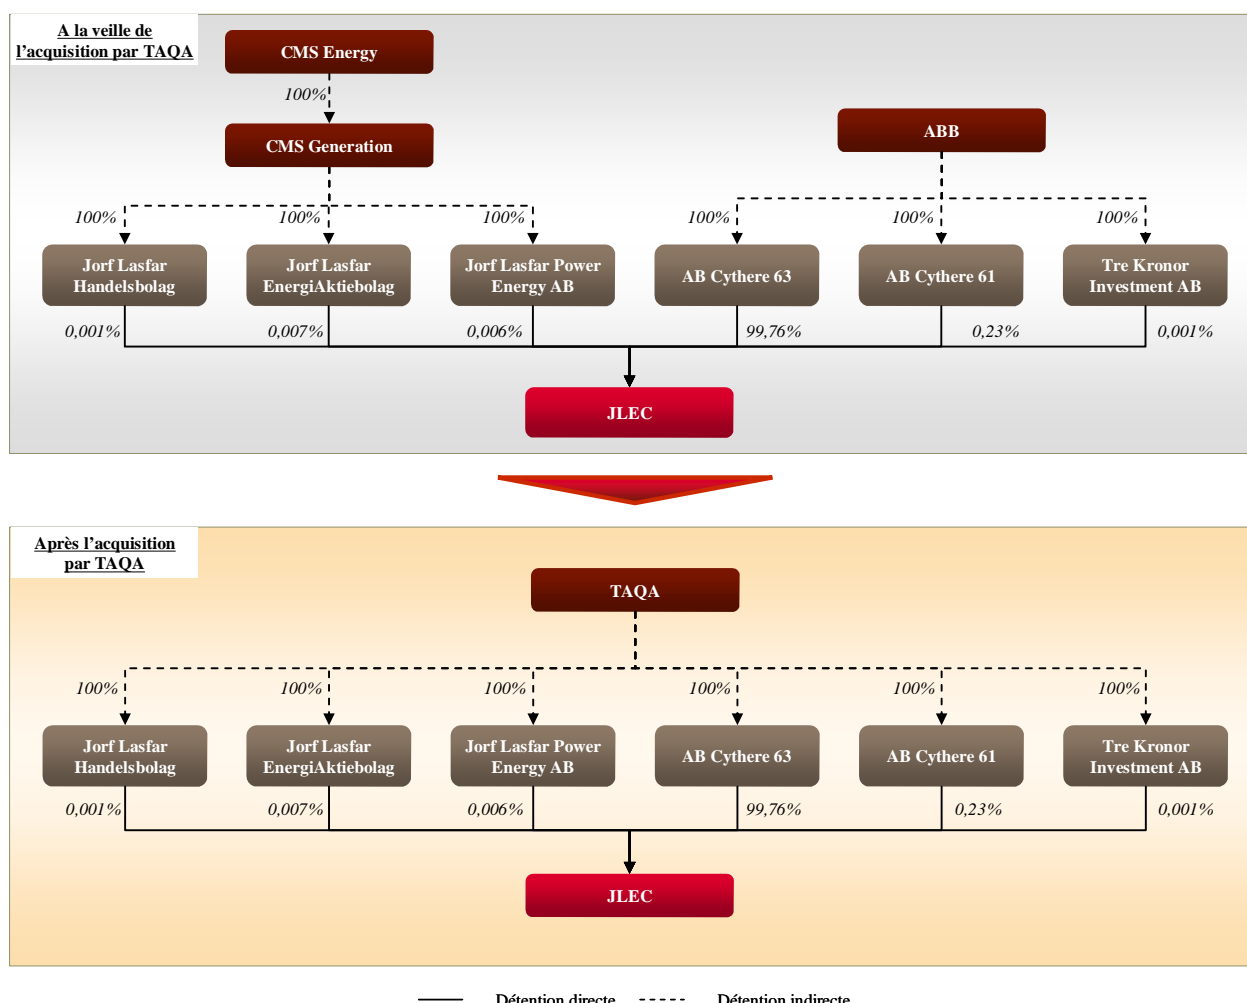 A la veille de
l'acquisition par TAQA
CMS Energy
100%
CMS Generation
ABB
100%
100%
100%
100%
100%
100%
Jorf Lasfar
Handelsbolag
Jorf Lasfar
EnergiAktiebolag
Jorf Lasfar Power
Energy AB
AB Cythere 63
AB Cythere 61
Tre Kronor
Investment AB
0,001%
0,007%
0,006%
99,76%
0,23%
0,001%
JLEC
Après l'acquisition
par TAQA
TAQA
100%
100%
100%
100%
100%
100%
Jorf Lasfar
Handelsbolag
Jorf Lasfar
EnergiAktiebolag
Jorf Lasfar Power
Energy AB
AB Cythere 63
AB Cythere 61
Tre Kronor
Investment AB
0,001%
0,007%
0,006%
99,76%
0,23%
0,001%
JLEC
Détention directe
Détention indirecte